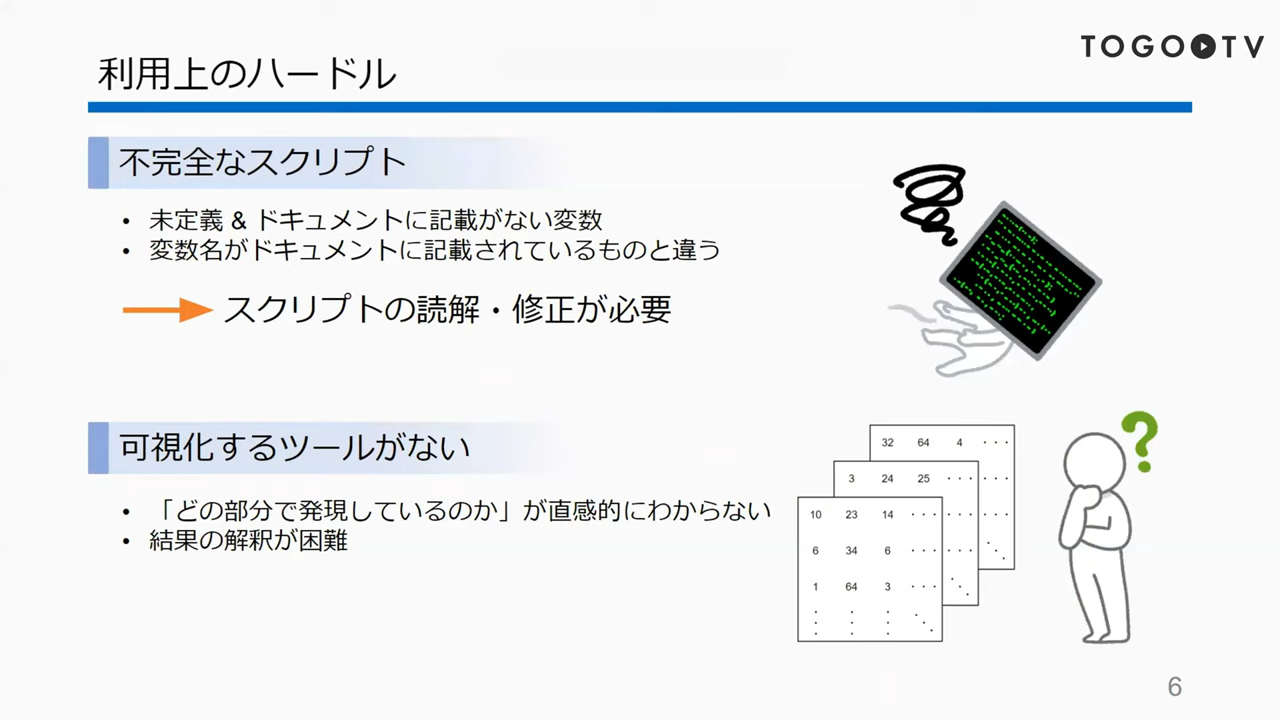 TOGO TV
利用上のハードル
不完全なスクリプト
• 未定義 & ドキュメントに記載がない変数
• 変数名がドキュメントに記載されているものと違う
スクリプトの読解・修正が必要
可視化するツールがない
• 「どの部分で発現しているのか」が直感的にわからない
• 結果の解釈が困難
32 64 4 ・・・
3 24 25 ・・・
10 23 14 ・・・
6 34 6 ・・・
1 64 3 ・・・
?
6